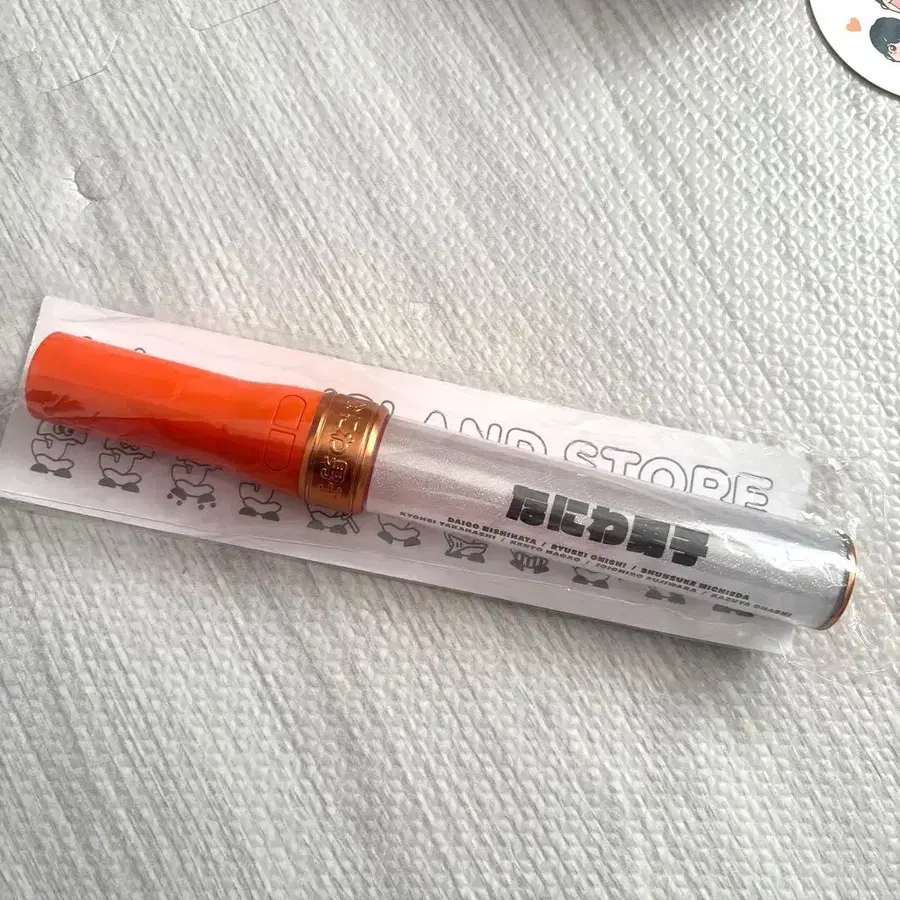 AND STORE
なにわ男子
DAIGO NISHIHATA / RYUSEI ONISHI / SHUNSUKE MICHIEDA
KYOHEI TAKAHASHI / KENTO NAGAO / JOICHIRO FUJIWARA / KAZUYA OHASHI